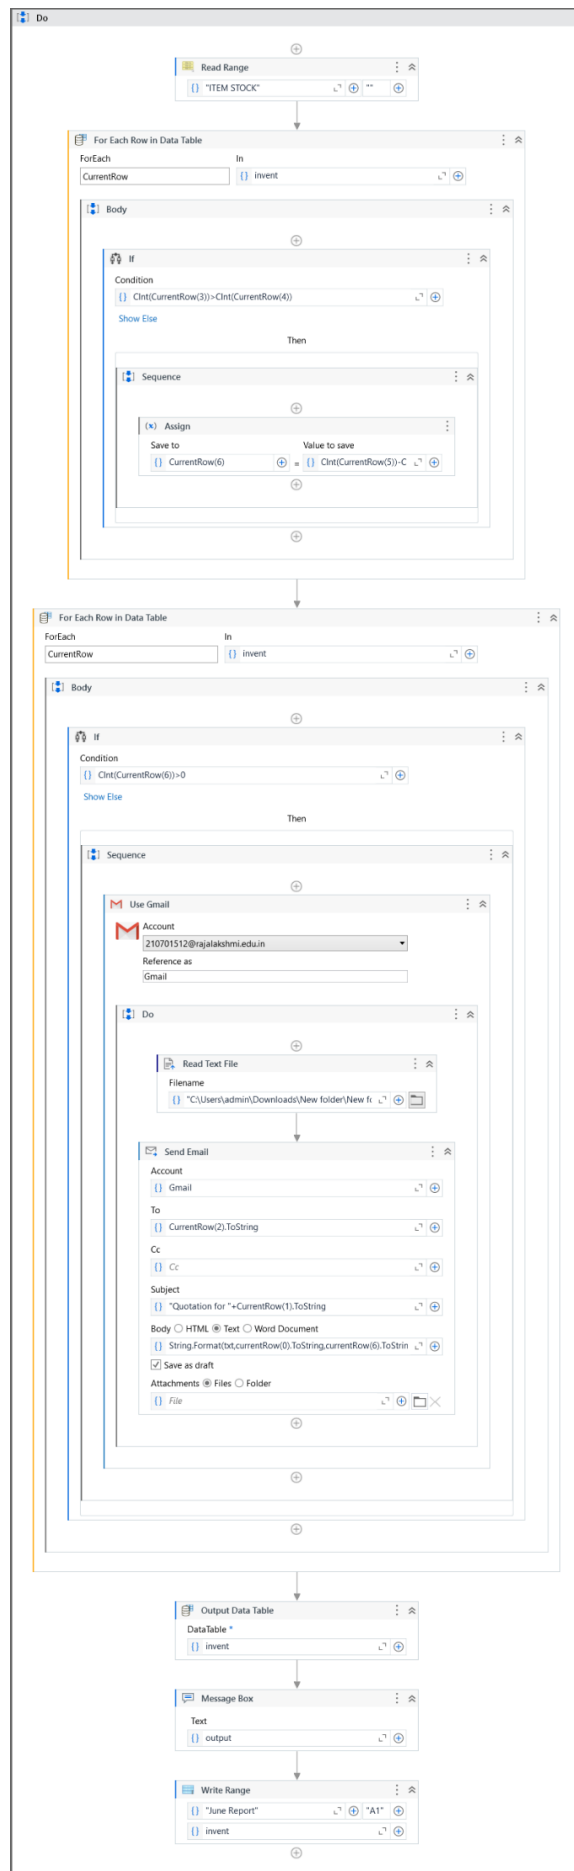 Do
Read Range
"ITEM STOCK" ""
For Each Row in Data Table
ForEach In
CurrentRow invent
Body
If
Condition
CInt(CurrentRow(3))>CInt(CurrentRow(4))
Show Else
Then
Sequence
Assign
Save to Value to save
CurrentRow(6) = CInt(CurrentRow(5))-C
For Each Row in Data Table
ForEach In
CurrentRow invent
Body
If
Condition
CInt(CurrentRow(6))>0
Show Else
Then
Sequence
Use Gmail
Account
210701512@rajalakshmi.edu.in
Reference as
Gmail
Do
Read Text File
Filename
"C:\Users\admin\Downloads\New folder\New fc
Send Email
Account
Gmail
To
CurrentRow(2).ToString
Cc
Cc
Subject
"Quotation for "+CurrentRow(1).ToString
Body HTML Text Word Document
String.Format(txt,currentRow(0).ToString,currentRow(6).ToStrin
Save as draft
Attachments Files Folder
File
Output Data Table
DataTable *
invent
Message Box
Text
output
Write Range
"June Report" "A1"
invent